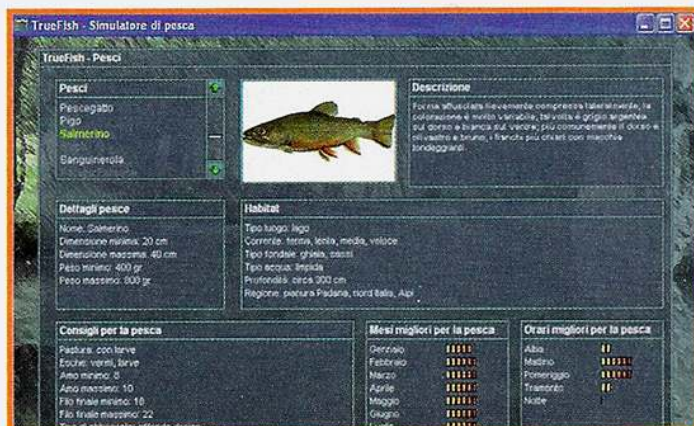 TrueFish - Simulatore di pesca
TrueFish - Pesci
Pesci
Pescegatto
Pigo
Salmerino
Sanguinerola
Descrizione
Forma affusolata lievemente compressa lateralmente, la
colorazione è molto variabile, talvolta è grigio argentea
sul dorso e bianca sul ventre; più comunemente il dorso è
olivastro e bruno, i fianchi più chiari con macchie
tondeggianti.
Dettagli pesce
Nome: Salmerino
Dimensione minima: 20 cm
Dimensione massima: 40 cm
Peso minimo: 400 gr
Peso massimo: 800 gr
Habitat
Tipo luogo: lago
Corrente: ferma, lenta, media, veloce
Tipo fondale: ghiaia, sassi
Tipo acqua: limpida
Profondità: circa 300 cm
Regione: pianura Padana, nord Italia, Alpi
Consigli per la pesca
Pastura: con larve
Esche: vermi, larve
Amo minimo: 8
Amo massimo: 10
Filo finale minimo: 18
Filo finale massimo: 22
Mesi migliori per la pesca
Gennaio
Febbraio
Marzo
Aprile
Maggio
Giugno
Luglio
Orari migliori per la pesca
Alba
Mattino
Pomeriggio
Tramonto
Notte